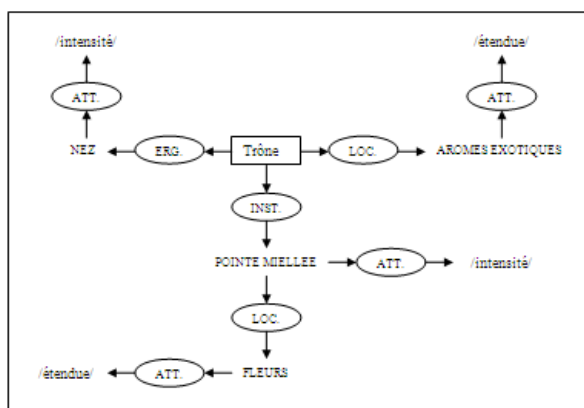 /intensité/
/étendue/
ATT.
ATT.
NEZ
ERG.
Trône
LOC.
AROMES EXOTIQUES
INST.
POINTE MIELLEE
ATT.
/intensité/
LOC.
/étendue/
ATT.
FLEURS